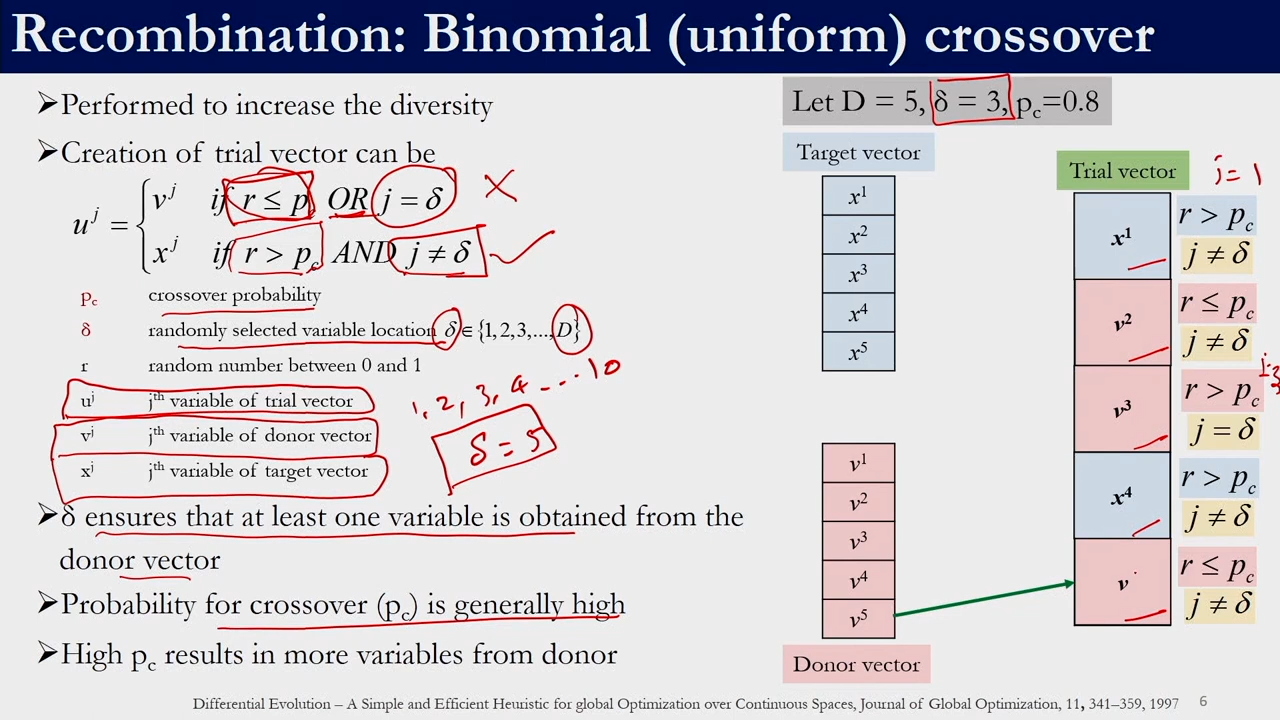 Recombination: Binomial (uniform) crossover
➢Performed to increase the diversity
➢Creation of trial vector can be
u^j = { v^j if r ≤ p OR j = δ
x^j if r > p_c AND j ≠ δ
p_c crossover probability
δ randomly selected variable location δ ∈ {1,2,3,...,D}
r random number between 0 and 1
u^j j^th variable of trial vector
v^j j^th variable of donor vector
x^j j^th variable of target vector
1, 2, 3, 4 ... 10
δ = 5
➢δ ensures that at least one variable is obtained from the
donor vector
➢Probability for crossover (p_c) is generally high
➢High p_c results in more variables from donor
Let D = 5, δ = 3, p_c=0.8
Target vector
x^1
x^2
x^3
x^4
x^5
v^1
v^2
v^3
v^4
v^5
Donor vector
Trial vector
j = 1
x^1 r > p_c
j ≠ δ
v^2 r ≤ p_c
j ≠ δ
v^3 r > p_c
j = δ
x^4 r > p_c
j ≠ δ
v r ≤ p_c
j ≠ δ
Differential Evolution – A Simple and Efficient Heuristic for global Optimization over Continuous Spaces, Journal of Global Optimization, 11, 341–359, 1997
6